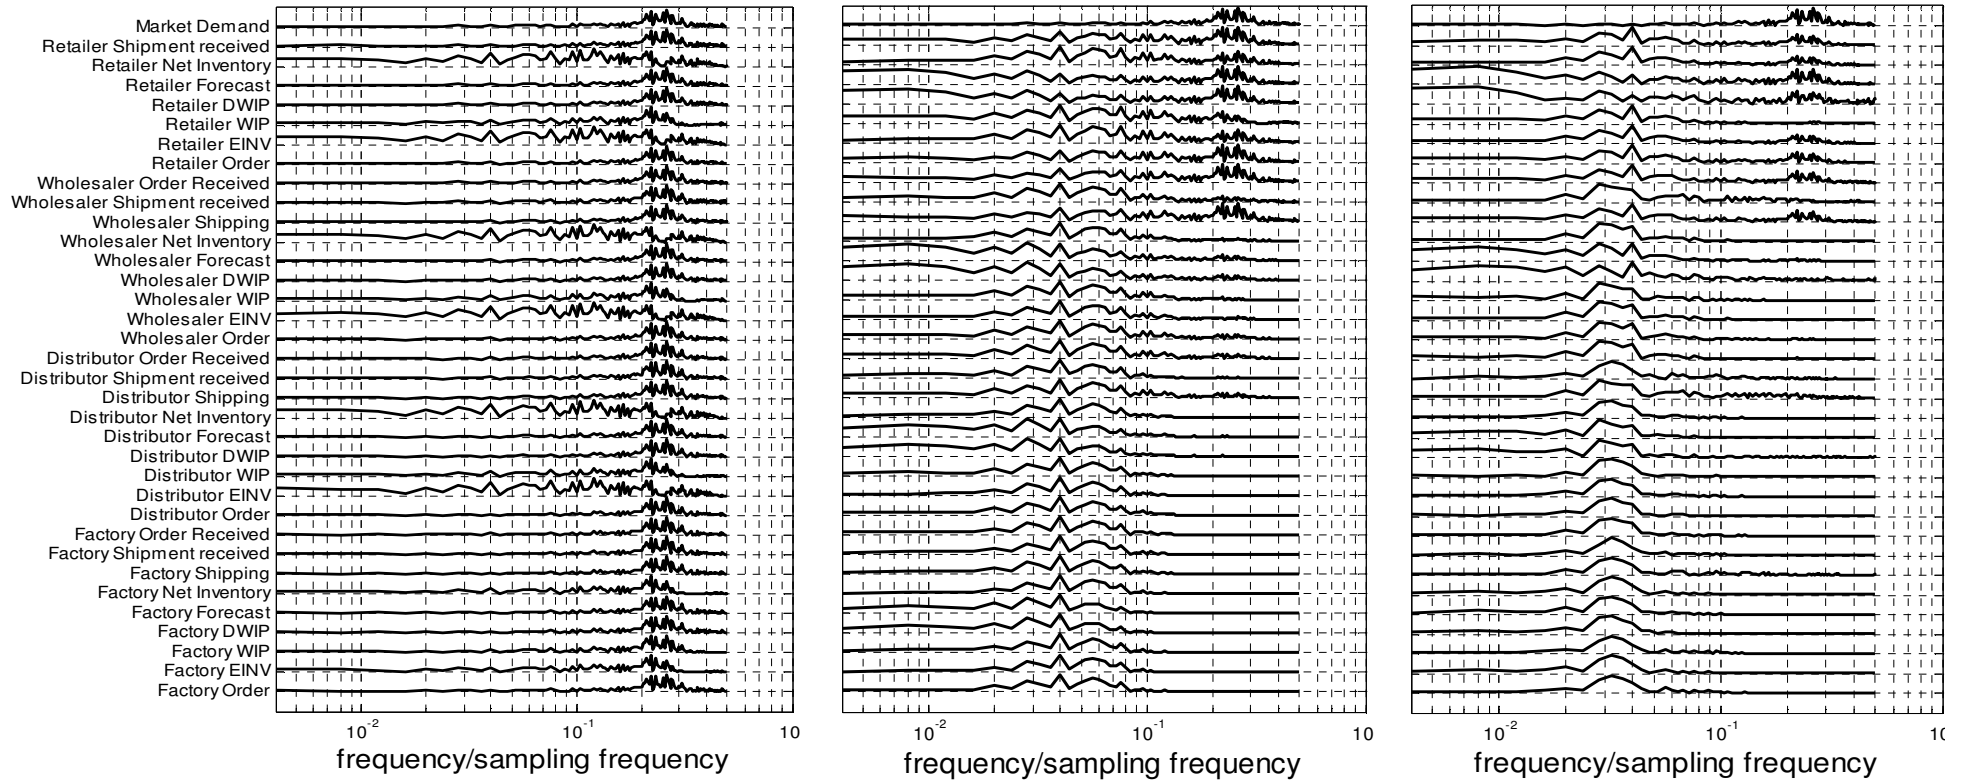 Market Demand
Retailer Shipment received
Retailer Net Inventory
Retailer Forecast
Retailer DWIP
Retailer WIP
Retailer EINV
Retailer Order
Wholesaler Order Received
Wholesaler Shipment received
Wholesaler Shipping
Wholesaler Net Inventory
Wholesaler Forecast
Wholesaler DWIP
Wholesaler WIP
Wholesaler EINV
Wholesaler Order
Distributor Order Received
Distributor Shipment received
Distributor Shipping
Distributor Net Inventory
Distributor Forecast
Distributor DWIP
Distributor WIP
Distributor EINV
Distributor Order
Factory Order Received
Factory Shipment received
Factory Shipping
Factory Net Inventory
Factory Forecast
Factory DWIP
Factory WIP
Factory EINV
Factory Order
10-2 10-1 10
frequency/sampling frequency
10-2 10-1 10
frequency/sampling frequency
10-2 10-1 10
frequency/sampling frequency